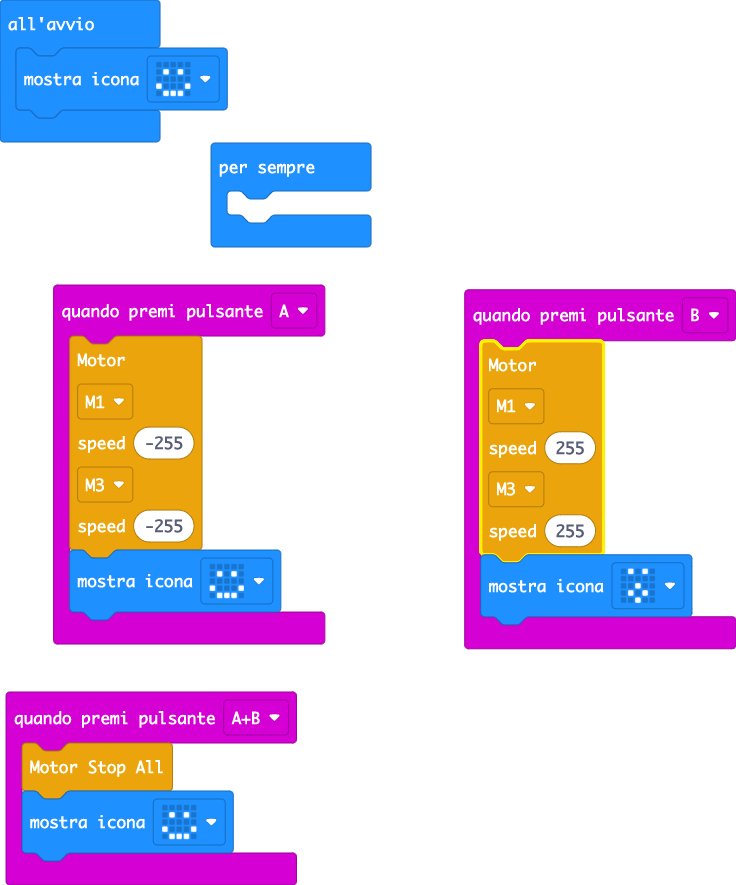 all'avvio
mostra icona
per sempre
quando premi pulsante A
Motor
M1
speed -255
M3
speed -255
mostra icona
quando premi pulsante B
Motor
M1
speed 255
M3
speed 255
mostra icona
quando premi pulsante A+B
Motor Stop All
mostra icona